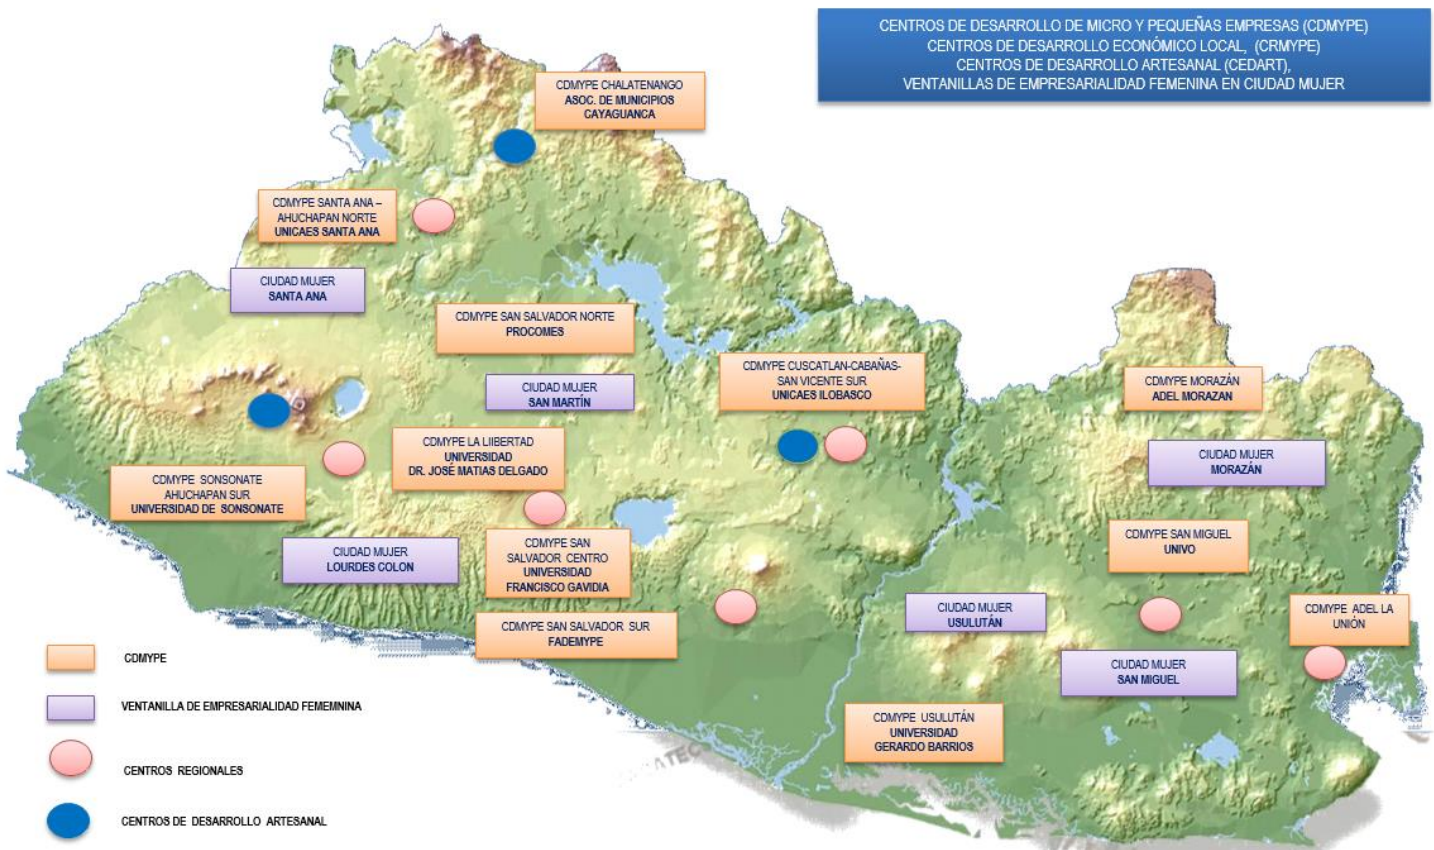 CENTROS DE DESARROLLO DE MICRO Y PEQUEÑAS EMPRESAS (CDMYPE)
CENTROS DE DESARROLLO ECONÓMICO LOCAL, (CRMYPE)
CENTROS DE DESARROLLO ARTESANAL (CEDART),
VENTANILLAS DE EMPRESARIALIDAD FEMENINA EN CIUDAD MUJER
CDMYPE CHALATENANGO
ASOC. DE MUNICIPIOS
CAYAGUANCA
CDMYPE SANTA ANA –
AHUCHAPAN NORTE
UNICAES SANTA ANA
CIUDAD MUJER
SANTA ANA
CDMYPE SAN SALVADOR NORTE
PROCOMES
CIUDAD MUJER
SAN MARTÍN
CDMYPE CUSCATLAN-CABAÑAS-
SAN VICENTE SUR
UNICAES ILOBASCO
CDMYPE MORAZÁN
ADEL MORAZAN
CIUDAD MUJER
MORAZÁN
CDMYPE LA LIIBERTAD
UNIVERSIDAD
DR. JOSÉ MATIAS DELGADO
CDMYPE SONSONATE
AHUCHAPAN SUR
UNIVERSIDAD DE SONSONATE
CIUDAD MUJER
LOURDES COLON
CDMYPE SAN
SALVADOR CENTRO
UNIVERSIDAD
FRANCISCO GAVIDIA
CDMYPE SAN MIGUEL
UNIVO
CIUDAD MUJER
USULUTÁN
CDMYPE ADEL LA
UNIÓN
CDMYPE SAN SALVADOR SUR
FADEMYPE
CIUDAD MUJER
SAN MIGUEL
CDMYPE USULUTÁN
UNIVERSIDAD
GERARDO BARRIOS
CDMYPE
VENTANILLA DE EMPRESARIALIDAD FEMEMNINA
CENTROS REGIONALES
CENTROS DE DESARROLLO ARTESANAL